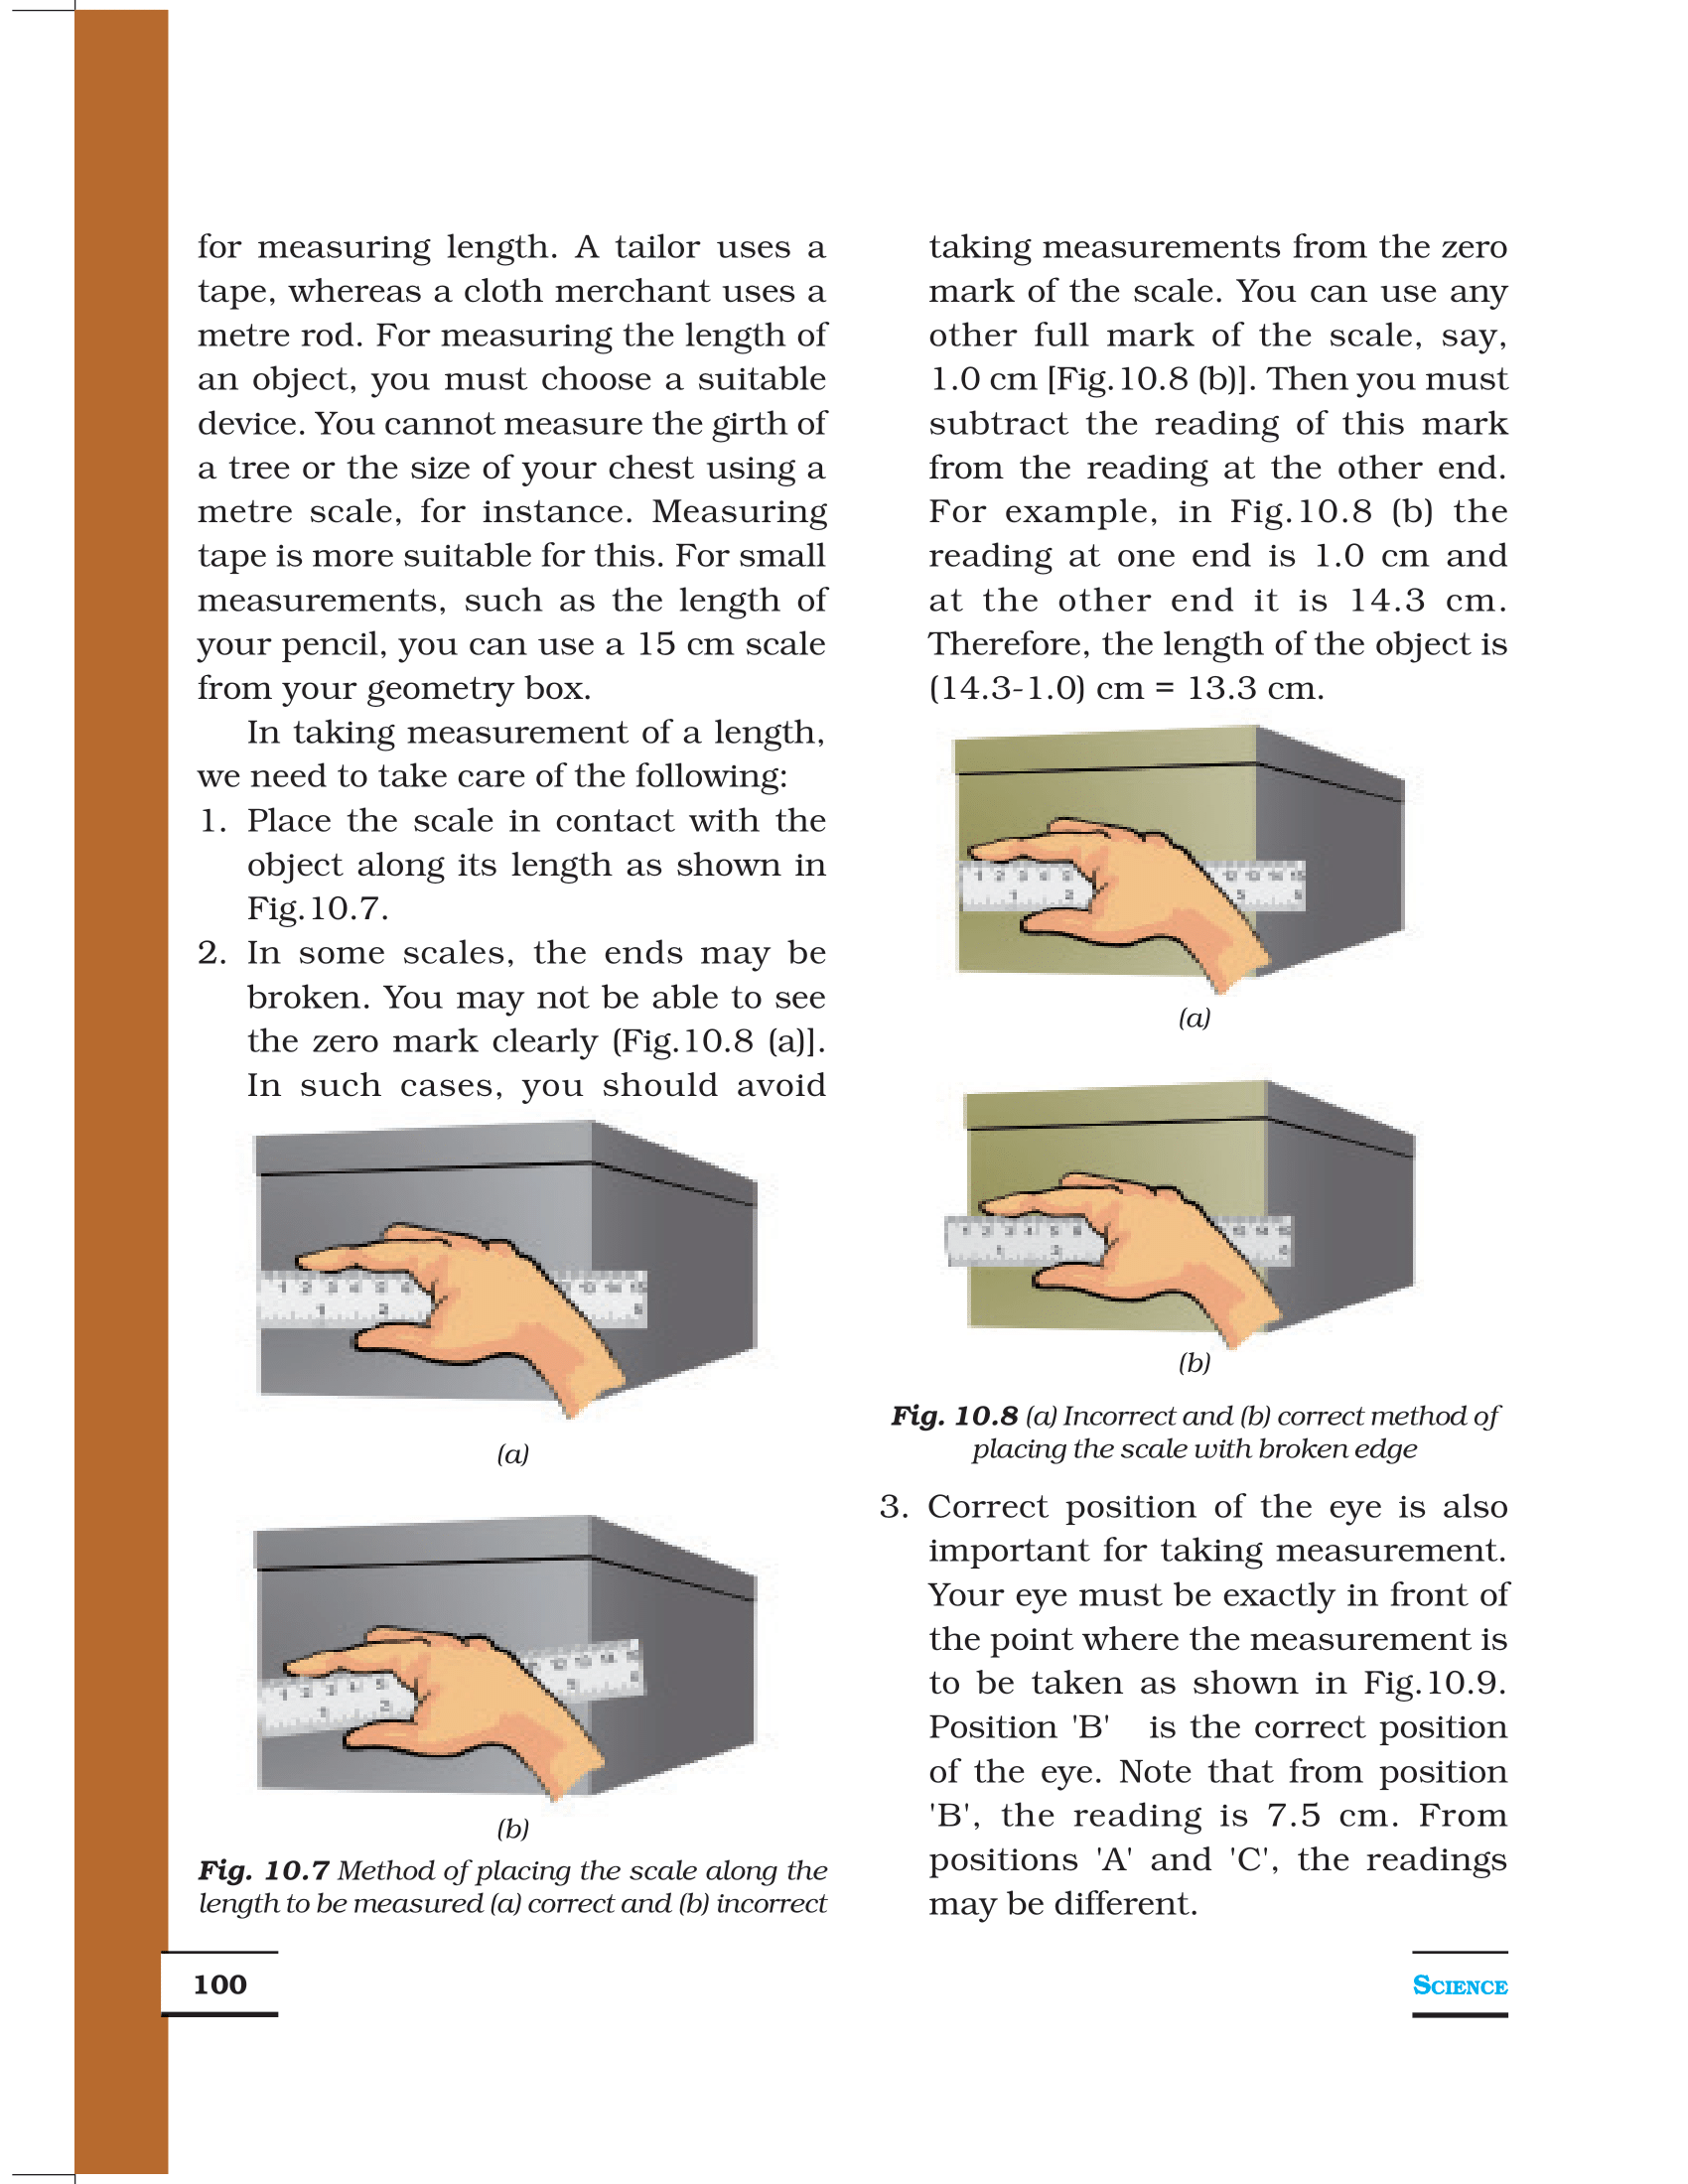 for measuring length. A tailor uses a
tape, whereas a cloth merchant uses a
metre rod. For measuring the length of
an object, you must choose a suitable
device. You cannot measure the girth of
a tree or the size of your chest using a
metre scale, for instance. Measuring
tape is more suitable for this. For small
measurements, such as the length of
your pencil, you can use a 15 cm scale
from your geometry box.
In taking measurement of a length,
we need to take care of the following:
1. Place the scale in contact with the
object along its length as shown in
Fig.10.7.
2. In some scales, the ends may be
broken. You may not be able to see
the zero mark clearly (Fig.10.8 (a)].
In such cases, you should avoid
(a)
(b)
Fig. 10.7 Method of placing the scale along the
length to be measured (a) correct and (b) incorrect
taking measurements from the zero
mark of the scale. You can use any
other full mark of the scale, say,
1.0 cm [Fig.10.8 (b)]. Then you must
subtract the reading of this mark
from the reading at the other end.
For example, in Fig.10.8 (b) the
reading at one end is 1.0 cm and
at the other end it is 14.3 cm.
Therefore, the length of the object is
(14.3-1.0) cm = 13.3 cm.
(a)
(b)
Fig. 10.8 (a) Incorrect and (b) correct method of
placing the scale with broken edge
3. Correct position of the eye is also
important for taking measurement.
Your eye must be exactly in front of
the point where the measurement is
to be taken as shown in Fig.10.9.
Position 'B' is the correct position
of the eye. Note that from position
'B', the reading is 7.5 cm. From
positions 'A' and 'C', the readings
may be different.
100
SCIENCE